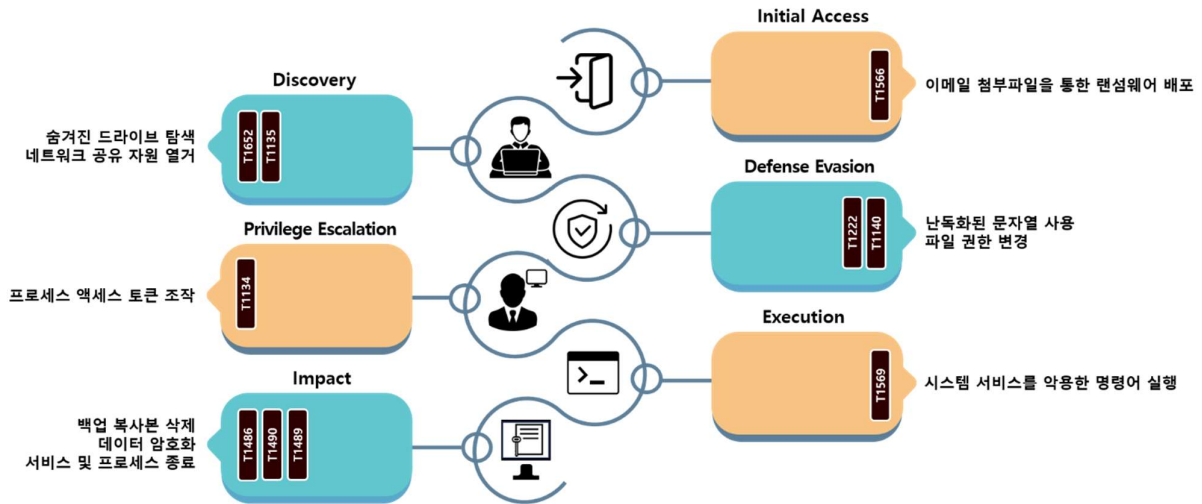 Initial Access
T1566
이메일 첨부파일을 통한 랜섬웨어 배포
Discovery
숨겨진 드라이브 탐색
네트워크 공유 자원 열거
T1652
T1135
Defense Evasion
T1222
T1140
난독화된 문자열 사용
파일 권한 변경
Privilege Escalation
프로세스 액세스 토큰 조작
T1134
Execution
T1569
시스템 서비스를 악용한 명령어 실행
Impact
백업 복사본 삭제
데이터 암호화
서비스 및 프로세스 종료
T1486
T1490
T1489